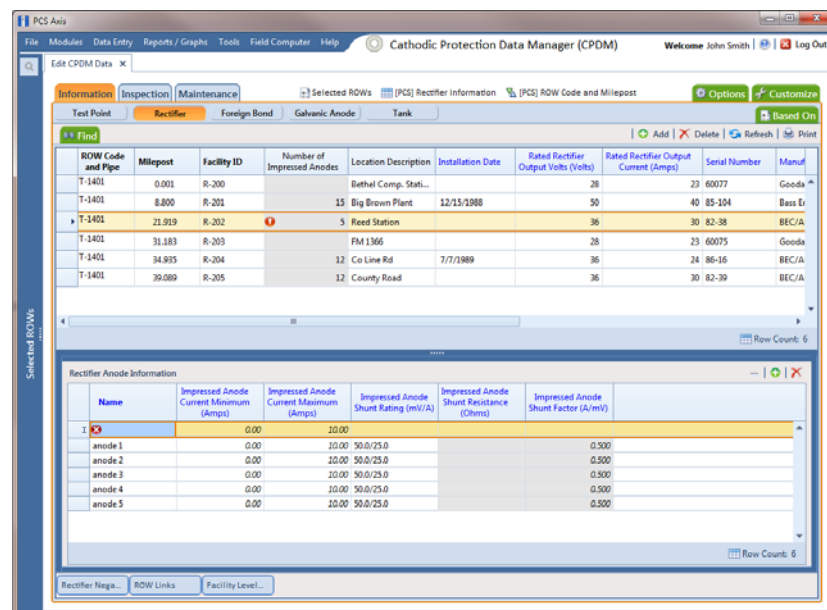 PCS Axis
File Modules Data Entry Reports / Graphs Tools Field Computer Help Cathodic Protection Data Manager (CPDM) Welcome John Smith Log Out
Edit CPDM Data
Information Inspection Maintenance Selected ROWs [PCS] Rectifier Information [PCS] ROW Code and Milepost Options Customize
Test Point Rectifier Foreign Bond Galvanic Anode Tank Based On
Find Add Delete Refresh Print
ROW Code and Pipe Milepost Facility ID Number of Impressed Anodes Location Description Installation Date Rated Rectifier Output Volts (Volts) Rated Rectifier Output Current (Amps) Serial Number Manuf
T-1401 0.001 R-200 Bethel Comp. Stati... 28 23 60077 Gooda
T-1401 8.800 R-201 15 Big Brown Plant 12/15/1988 50 40 85-104 Bass E
T-1401 21.919 R-202 5 Reed Station 36 30 82-38 BEC/A
T-1401 31.183 R-203 FM 1366 28 23 60075 Gooda
T-1401 34.935 R-204 12 Co Line Rd 7/7/1989 36 24 86-16 BEC/A
T-1401 39.089 R-205 12 County Road 36 30 82-39 BEC/A
Row Count: 6
Selected ROWs
Rectifier Anode Information
Name Impressed Anode Current Minimum (Amps) Impressed Anode Current Maximum (Amps) Impressed Anode Shunt Rating (mV/A) Impressed Anode Shunt Resistance (Ohms) Impressed Anode Shunt Factor (A/mV)
0.00 10.00
anode 1 0.00 10.00 50.0/25.0 0.500
anode 2 0.00 10.00 50.0/25.0 0.500
anode 3 0.00 10.00 50.0/25.0 0.500
anode 4 0.00 10.00 50.0/25.0 0.500
anode 5 0.00 10.00 50.0/25.0 0.500
Row Count: 6
Rectifier Nega... ROW Links Facility Level...